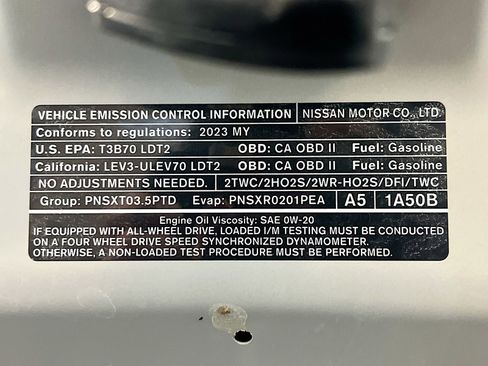 VEHICLE EMISSION CONTROL INFORMATION NISSAN MOTOR CO., LTD.
Conforms to regulations: 2023 MY
U.S. EPA: T3B70 LDT2 OBD: CA OBD II Fuel: Gasoline
California: LEV3-ULEV70 LDT2 OBD: CA OBD II Fuel: Gasoline
NO ADJUSTMENTS NEEDED. 2TWC/2HO2S/2WR-HO2S/DFI/TWC
Group: PNSXT03.5PTD Evap: PNSXR0201PEA A5 1A50B
Engine Oil Viscosity: SAE 0W-20
IF EQUIPPED WITH ALL-WHEEL DRIVE, LOADED I/M TESTING MUST BE CONDUCTED
ON A FOUR WHEEL DRIVE SPEED SYNCHRONIZED DYNAMOMETER.
OTHERWISE, A NON-LOADED TEST PROCEDURE MUST BE PERFORMED.